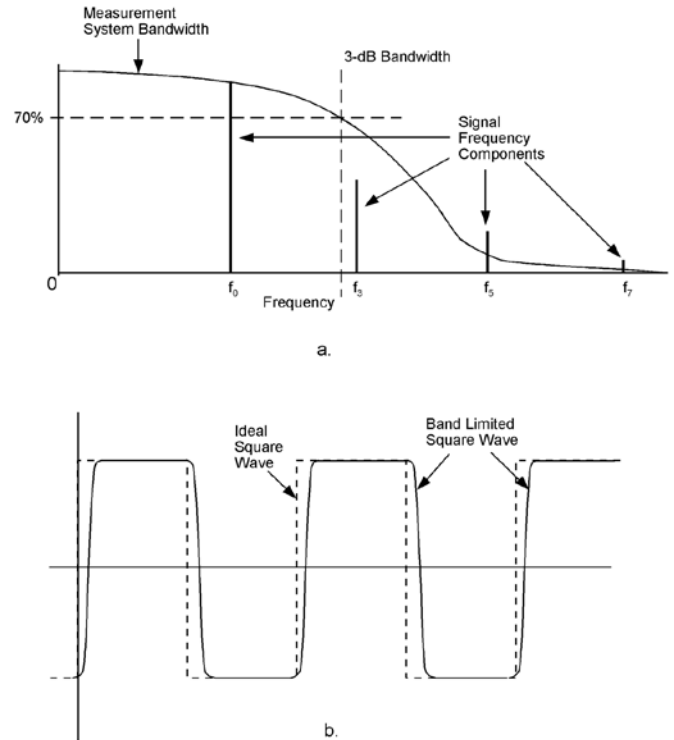 Measurement
System Bandwidth
3-dB Bandwidth
70%
Signal
Frequency
Components
0
f0
f3
f5
f7
Frequency
a.
Ideal
Square
Wave
Band Limited
Square Wave
b.